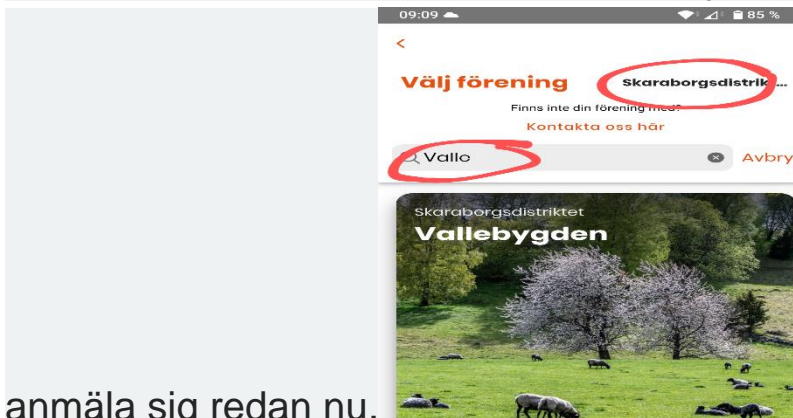 09:09 85 %
<
Välj förening Skaraborgsdistrik...
Finns inte din förening med?
Kontakta oss här
Valle Avbry
Skaraborgsdistriktet
Vallebygden
anmäla sig redan nu.